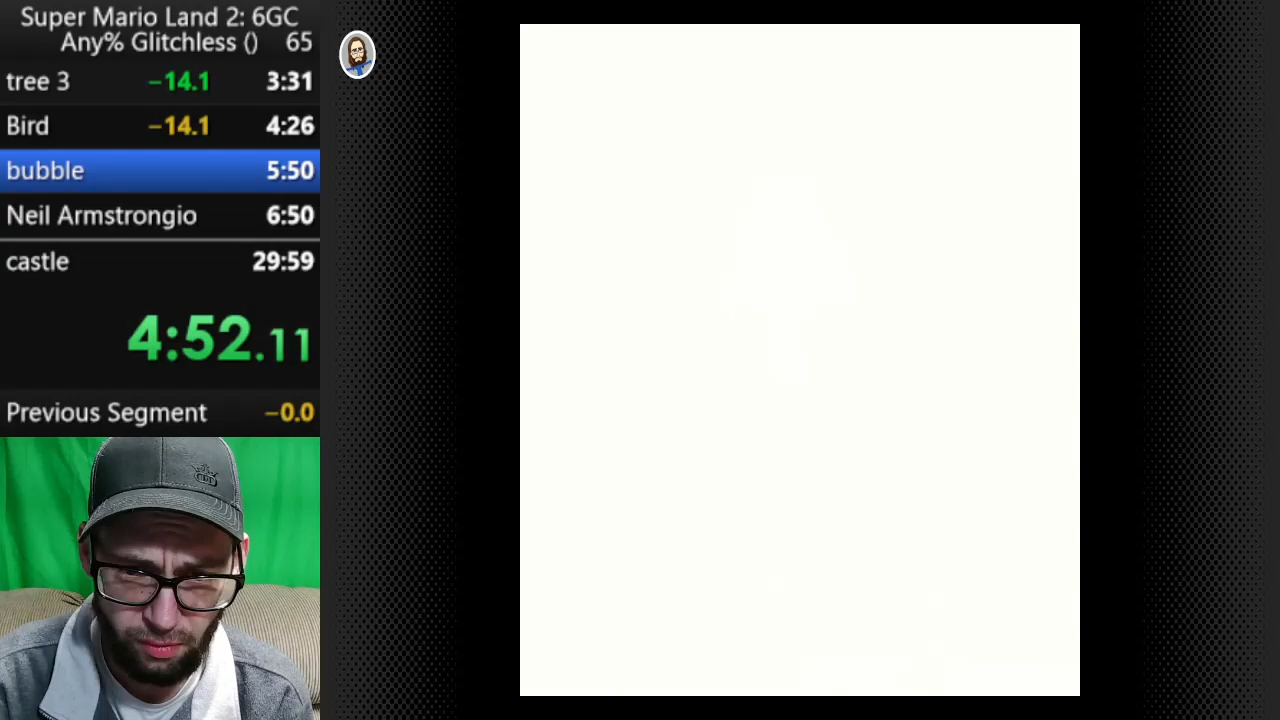 Super Mario Land 2: 6GC
Any% Glitchless () 65
tree 3 −14.1 3:31
Bird −14.1 4:26
bubble 5:50
Neil Armstrongio 6:50
castle 29:59
4:52.11
Previous Segment −0.0